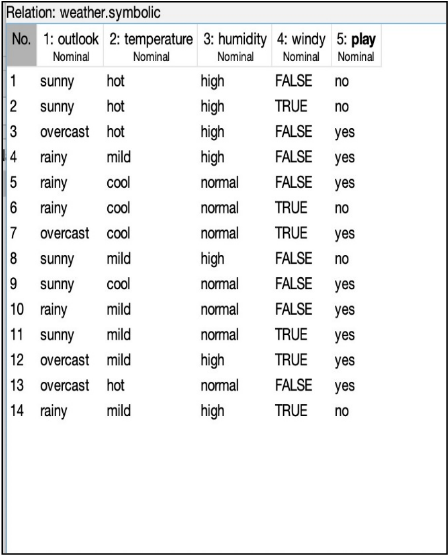 Relation: weather.symbolic
No. 1: outlook 2: temperature 3: humidity 4: windy 5: play
Nominal Nominal Nominal Nominal Nominal
1 sunny hot high FALSE no
2 sunny hot high TRUE no
3 overcast hot high FALSE yes
4 rainy mild high FALSE yes
5 rainy cool normal FALSE yes
6 rainy cool normal TRUE no
7 overcast cool normal TRUE yes
8 sunny mild high FALSE no
9 sunny cool normal FALSE yes
10 rainy mild normal FALSE yes
11 sunny mild normal TRUE yes
12 overcast mild high TRUE yes
13 overcast hot normal FALSE yes
14 rainy mild high TRUE no